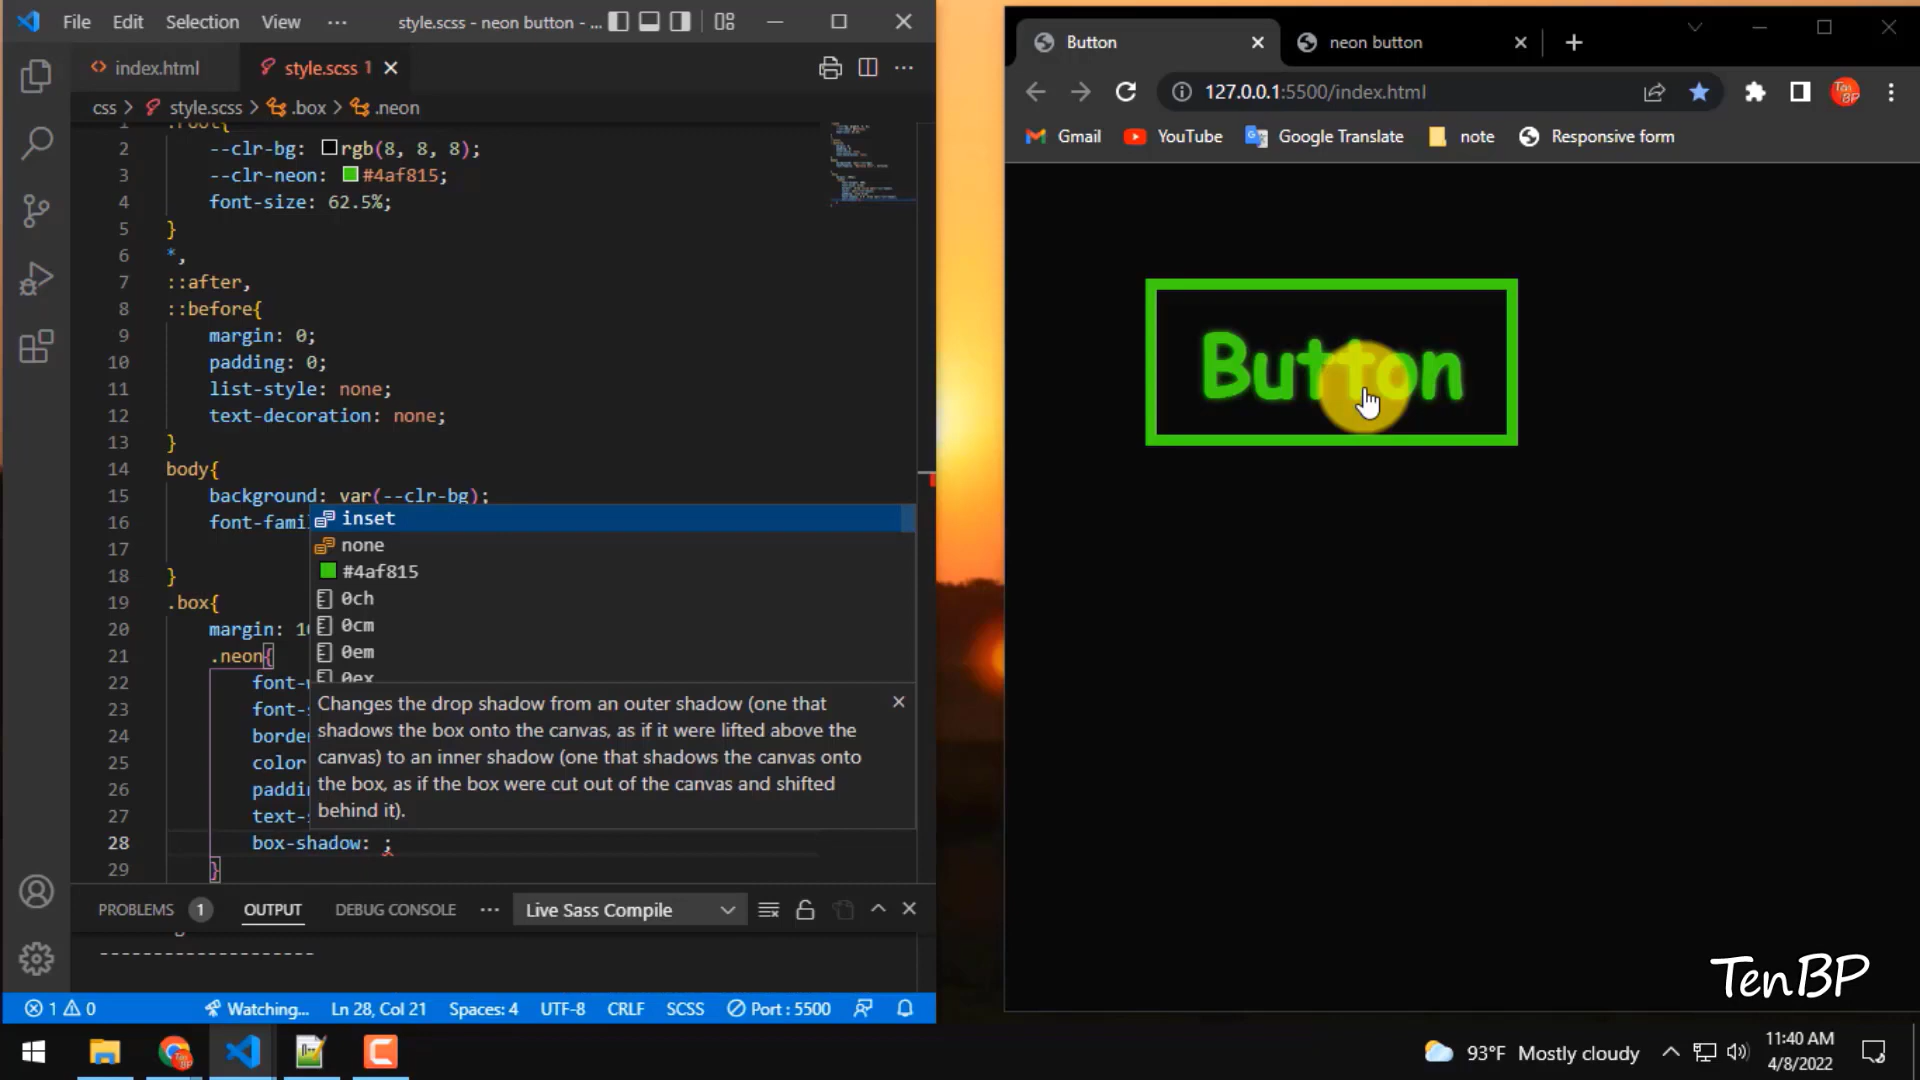 File Edit Selection View ··· style.scss - neon button - ...
index.html style.scss 1
css > style.scss > .box > .neon
2 --clr-bg: rgb(8, 8, 8);
3 --clr-neon: #4af815;
4 font-size: 62.5%;
5 }
6 *,
7 ::after,
8 ::before{
9 margin: 0;
10 padding: 0;
11 list-style: none;
12 text-decoration: none;
13 }
14 body{
15 background: var(--clr-bg);
16 font-fami
17
18 }
19 .box{
20 margin: 1
21 .neon{
22 font-
23 font-
24 borde
25 color
26 paddi
27 text-
28 box-shadow: ;
29 }
inset
none
#4af815
0ch
0cm
0em
0ex
Changes the drop shadow from an outer shadow (one that
shadows the box onto the canvas, as if it were lifted above the
canvas) to an inner shadow (one that shadows the canvas onto
the box, as if the box were cut out of the canvas and shifted
behind it).
PROBLEMS 1 OUTPUT DEBUG CONSOLE ··· Live Sass Compile
--------------------
1 0 Watching... Ln 28, Col 21 Spaces: 4 UTF-8 CRLF SCSS Port : 5500
Button neon button
127.0.0.1:5500/index.html
Gmail YouTube Google Translate note Responsive form
Button
TenBP
93°F Mostly cloudy
11:40 AM
4/8/2022